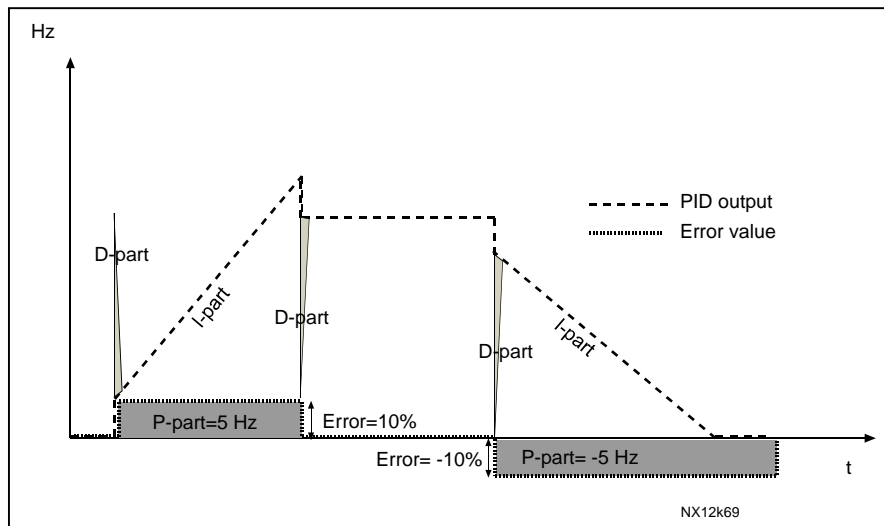 Hz
PID output
Error value
D-part
I-part
D-part
D-part
I-part
P-part=5 Hz
Error=10%
Error= -10%
P-part= -5 Hz
t
NX12k69